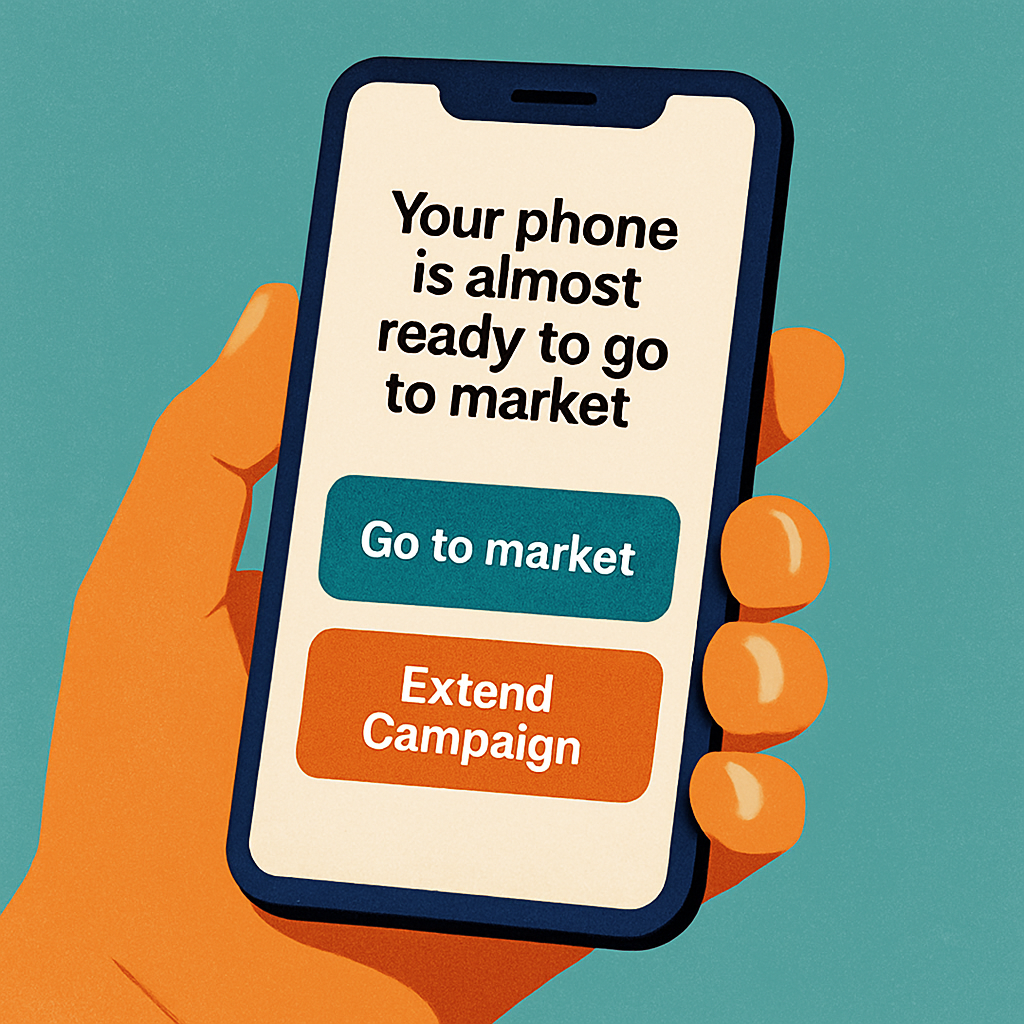 Your phone
is almost
ready to go
to market
Go to market
Extend
Campaign